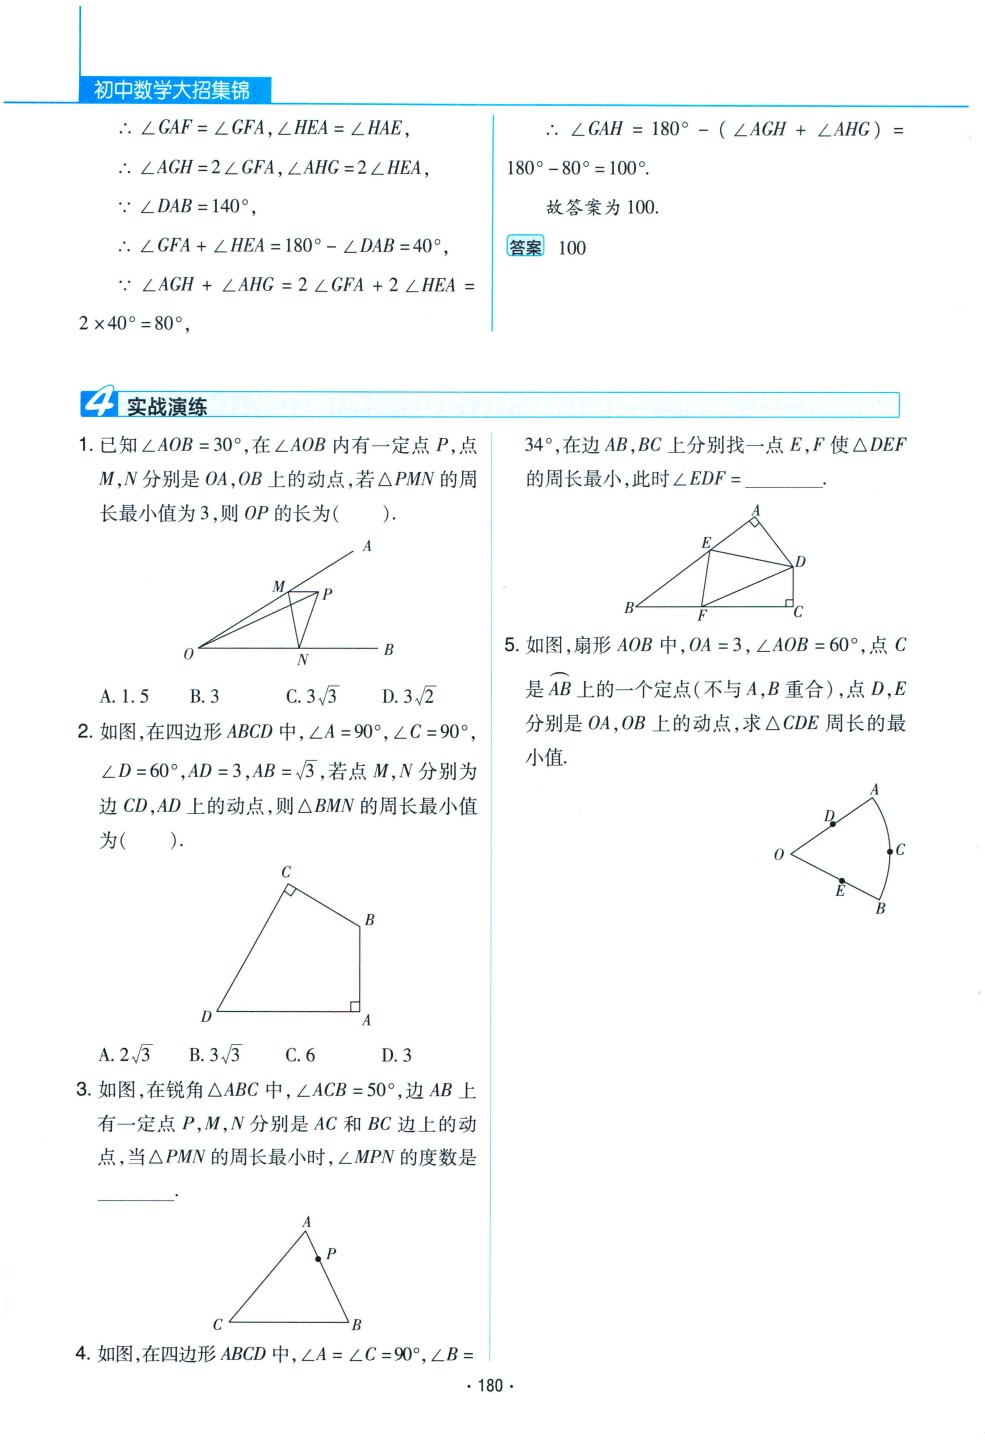 初中数学大招集锦
∴ ∠GAF = ∠GFA,∠HEA = ∠HAE,
∴ ∠AGH = 2∠GFA,∠AHG = 2∠HEA,
∵ ∠DAB = 140°,
∴ ∠GFA + ∠HEA = 180° - ∠DAB = 40°,
∵ ∠AGH + ∠AHG = 2∠GFA + 2∠HEA =
2 × 40° = 80°,
∴ ∠GAH = 180° - (∠AGH + ∠AHG) =
180° - 80° = 100°.
故答案为 100.
答案 100
4 实战演练
1. 已知∠AOB = 30°,在∠AOB 内有一定点 P,点
M,N 分别是 OA,OB 上的动点,若△PMN 的周
长最小值为 3,则 OP 的长为(　　).
A
M
P
O
N
B
A. 1.5 B. 3 C. 3√3 D. 3√2
2. 如图,在四边形 ABCD 中,∠A = 90°,∠C = 90°,
∠D = 60°,AD = 3,AB = √3,若点 M,N 分别为
边 CD,AD 上的动点,则△BMN 的周长最小值
为(　　).
C
B
D
A
A. 2√3 B. 3√3 C. 6 D. 3
3. 如图,在锐角△ABC 中,∠ACB = 50°,边 AB 上
有一定点 P,M,N 分别是 AC 和 BC 边上的动
点,当△PMN 的周长最小时,∠MPN 的度数是
________.
A
P
C
B
4. 如图,在四边形 ABCD 中,∠A = ∠C = 90°,∠B =
34°,在边 AB,BC 上分别找一点 E,F 使△DEF
的周长最小,此时∠EDF = ________.
A
E
D
B
F
C
5. 如图,扇形 AOB 中,OA = 3,∠AOB = 60°,点 C
是⌒AB上的一个定点(不与 A,B 重合),点 D,E
分别是 OA,OB 上的动点,求△CDE 周长的最
小值.
A
D
O
C
E
B
· 180 ·